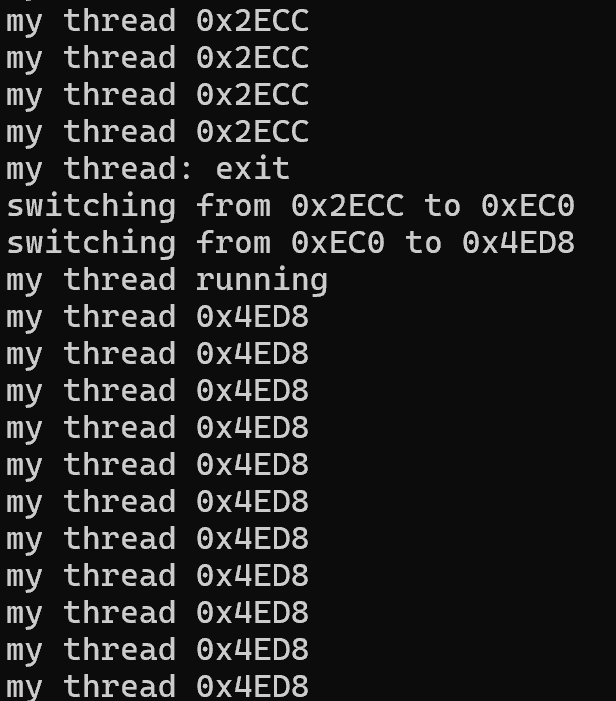 my thread 0x2ECC
my thread 0x2ECC
my thread 0x2ECC
my thread 0x2ECC
my thread: exit
switching from 0x2ECC to 0xEC0
switching from 0xEC0 to 0x4ED8
my thread running
my thread 0x4ED8
my thread 0x4ED8
my thread 0x4ED8
my thread 0x4ED8
my thread 0x4ED8
my thread 0x4ED8
my thread 0x4ED8
my thread 0x4ED8
my thread 0x4ED8
my thread 0x4ED8
my thread 0x4ED8